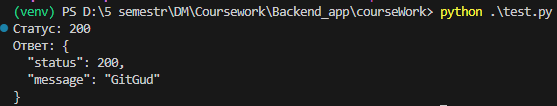 (venv) PS D:\5 semestr\DM\Coursework\Backend_app\courseWork> python .\test.py
Статус: 200
Ответ: {
  "status": 200,
  "message": "GitGud"
}